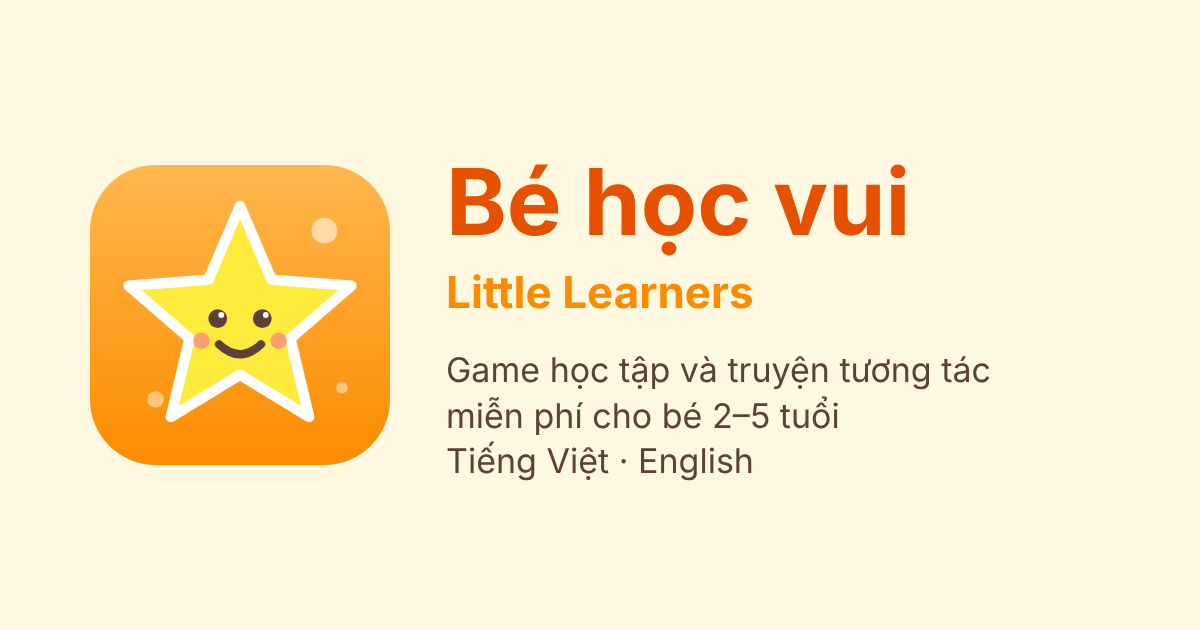 Bé học vui
Little Learners
Game học tập và truyện tương tác
miễn phí cho bé 2–5 tuổi
Tiếng Việt · English